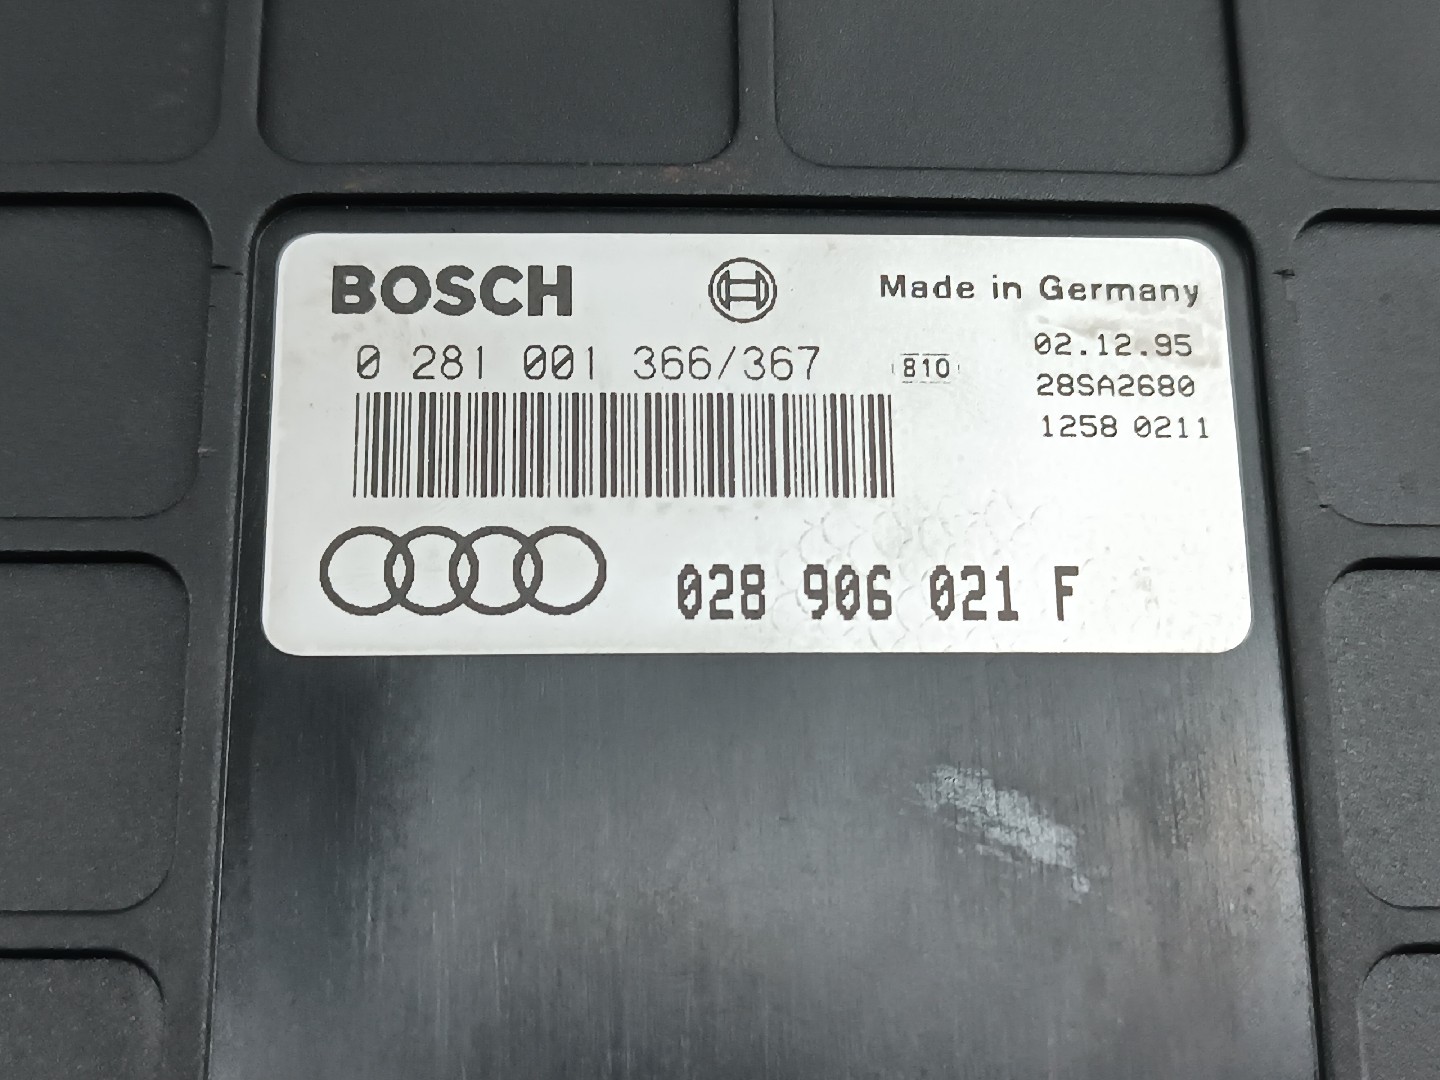 BOSCH
Made in Germany
0 281 001 366/367
810
02.12.95
28SA2680
1258 0211
028 906 021 F